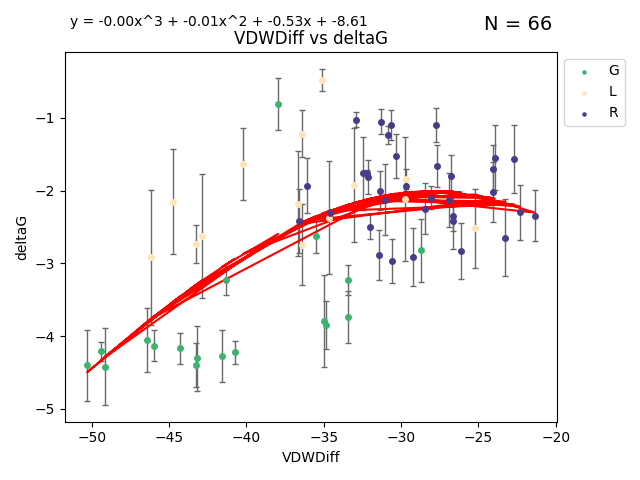 y = -0.00x^3 + -0.01x^2 + -0.53x + -8.61
N = 66
VDWDiff vs deltaG
G
L
R
−1
−2
−3
−4
−5
deltaG
−50 −45 −40 −35 −30 −25 −20
VDWDiff